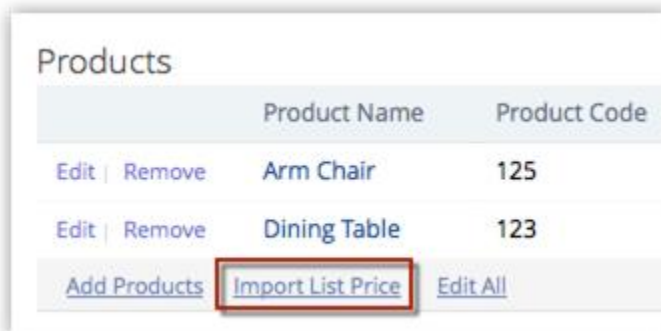 Products
Product Name Product Code
Edit | Remove Arm Chair 125
Edit | Remove Dining Table 123
Add Products Import List Price Edit All